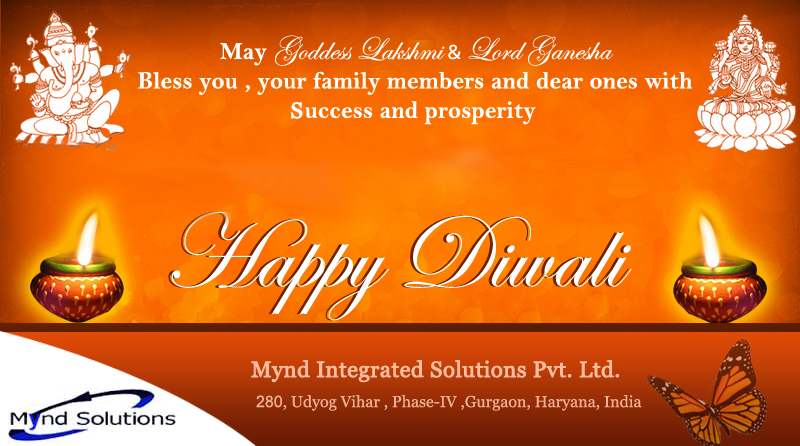 May Goddess Lakshmi & Lord Ganesha
Bless you , your family members and dear ones with
Success and prosperity
Happy Diwali
Mynd Integrated Solutions Pvt. Ltd.
280, Udyog Vihar , Phase-IV ,Gurgaon, Haryana, India
Mynd Solutions